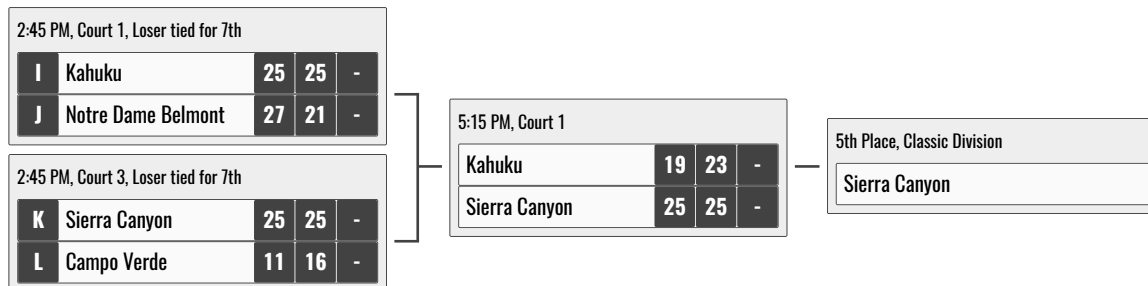 2:45 PM, Court 1, Loser tied for 7th
I Kahuku 25 25 -
J Notre Dame Belmont 27 21 -
2:45 PM, Court 3, Loser tied for 7th
K Sierra Canyon 25 25 -
L Campo Verde 11 16 -
5:15 PM, Court 1
Kahuku 19 23 -
Sierra Canyon 25 25 -
5th Place, Classic Division
Sierra Canyon